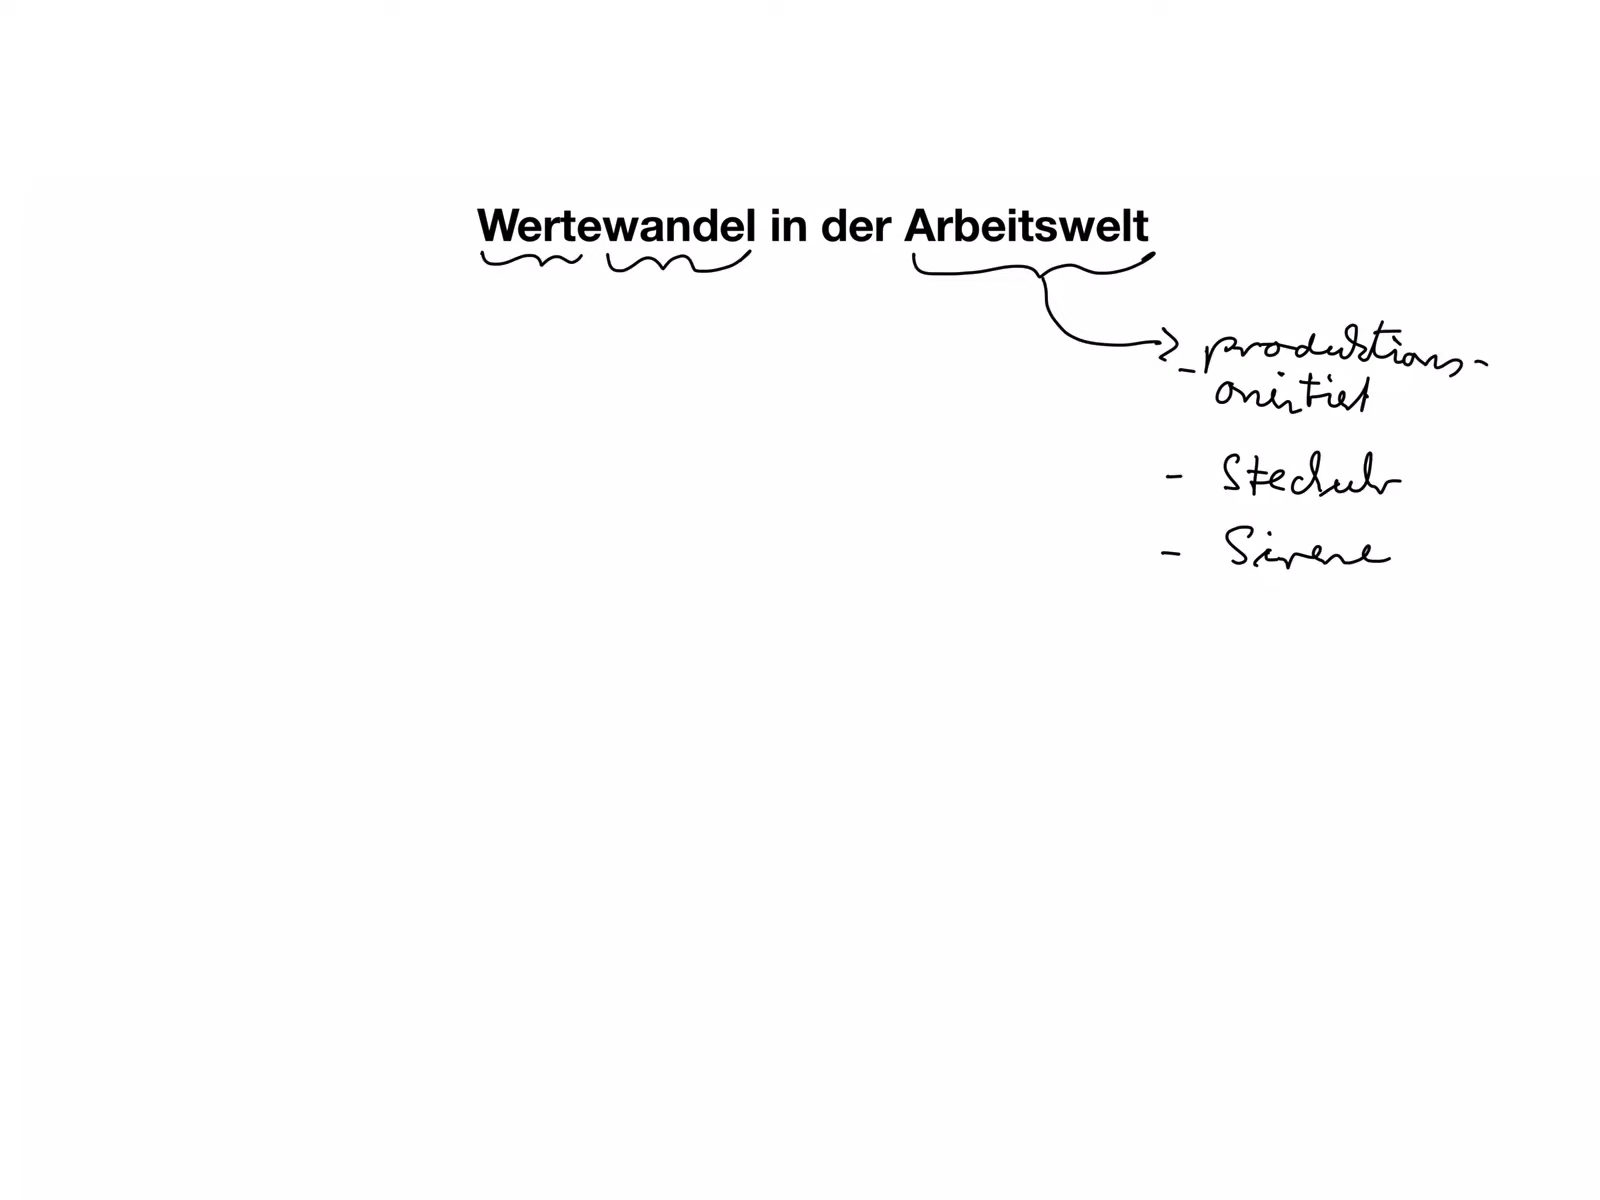 Wertewandel in der Arbeitswelt
- produktions-
orientiert
- Stechuhr
- Sirene